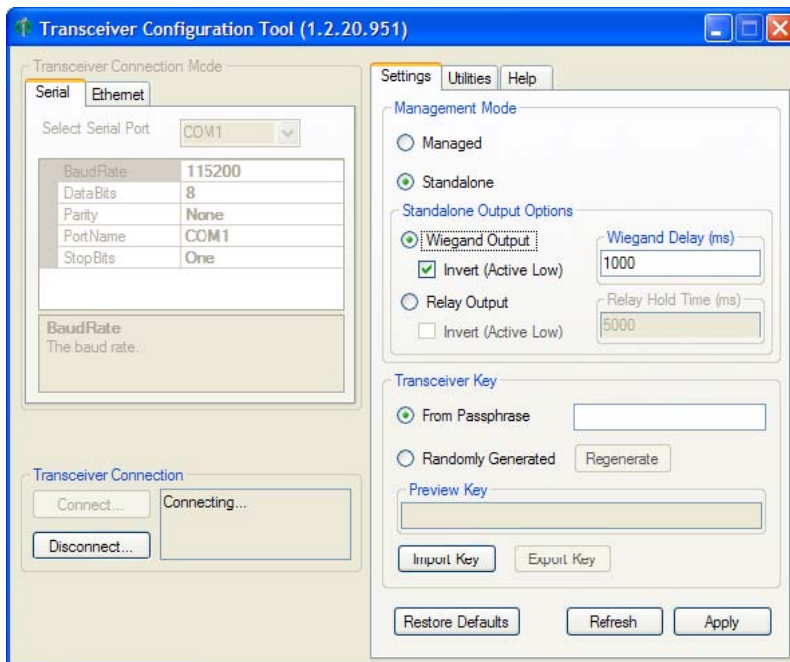 Transceiver Configuration Tool (1.2.20.951)
Transceiver Connection Mode
Serial Ethernet
Select Serial Port COM1
BaudRate 115200
DataBits 8
Parity None
PortName COM1
StopBits One
BaudRate
The baud rate.
Transceiver Connection
Connect... Connecting...
Disconnect...
Settings Utilities Help
Management Mode
Managed
Standalone
Standalone Output Options
Wiegand Output Wiegand Delay (ms)
Invert (Active Low) 1000
Relay Output Relay Hold Time (ms)
Invert (Active Low) 5000
Transceiver Key
From Passphrase
Randomly Generated Regenerate
Preview Key
Import Key Export Key
Restore Defaults Refresh Apply